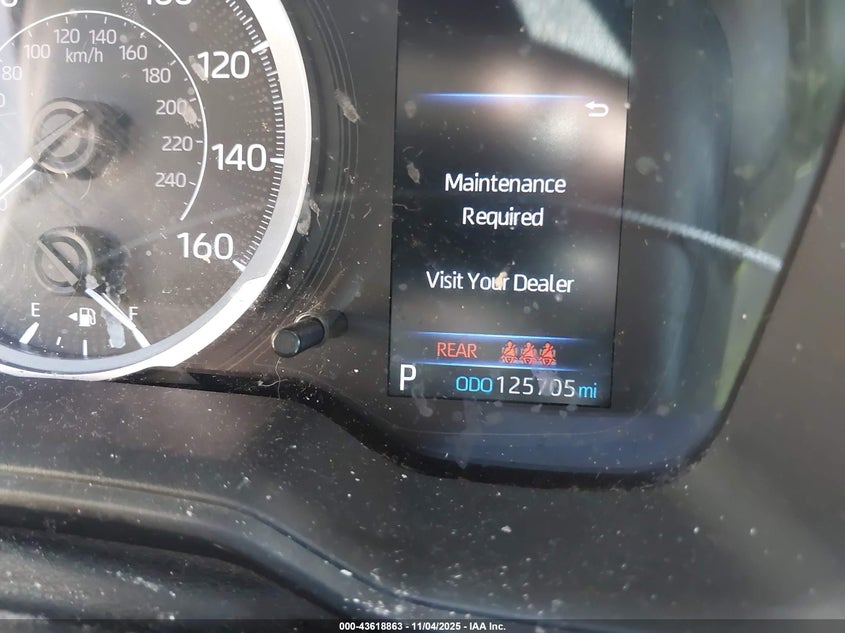 120 140
100 160
km/h
80 180
120
200
220
140
240
160
E F
Maintenance
Required
Visit Your Dealer
REAR
P ODO 125705 mi
000-43618863 - 11/04/2025 - IAA Inc.